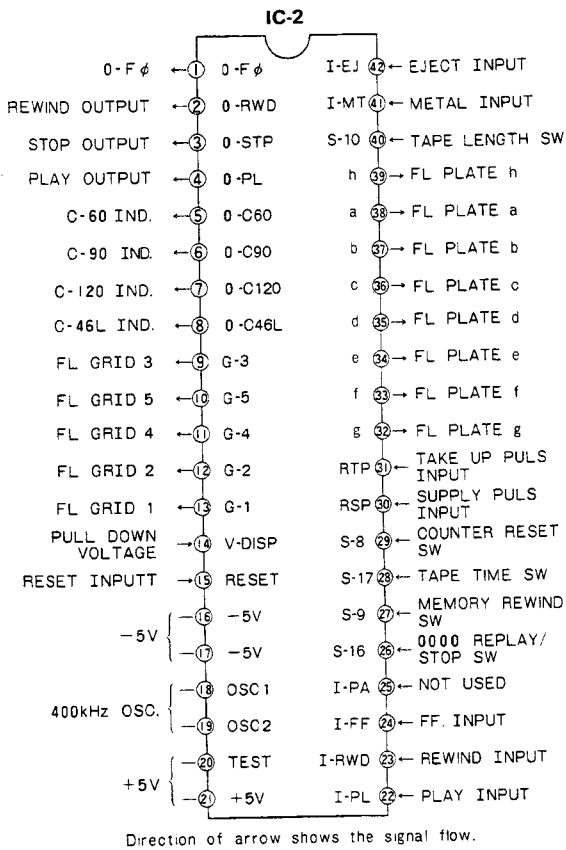 IC-2
O-Fφ ① O-Fφ I-EJ ㊷ EJECT INPUT
REWIND OUTPUT ② O-RWD I-MT ㊶ METAL INPUT
STOP OUTPUT ③ O-STP S-10 ㊵ TAPE LENGTH SW
PLAY OUTPUT ④ O-PL h ㊴ FL PLATE h
C-60 IND. ⑤ O-C60 a ㊳ FL PLATE a
C-90 IND. ⑥ O-C90 b ㊲ FL PLATE b
C-120 IND. ⑦ O-C120 c ㊱ FL PLATE c
C-46L IND. ⑧ O-C46L d ㉟ FL PLATE d
FL GRID 3 ⑨ G-3 e ㉞ FL PLATE e
FL GRID 5 ⑩ G-5 f ㉝ FL PLATE f
FL GRID 4 ⑪ G-4 g ㉜ FL PLATE g
FL GRID 2 ⑫ G-2 RTP ㉛ TAKE UP PULS
INPUT
FL GRID 1 ⑬ G-1 RSP ㉚ SUPPLY PULS
INPUT
PULL DOWN
VOLTAGE ⑭ V-DISP S-8 ㉙ COUNTER RESET
SW
RESET INPUTT ⑮ RESET S-17 ㉘ TAPE TIME SW
-5V ⑯ -5V S-9 ㉗ MEMORY REWIND
SW
⑰ -5V S-16 ㉖ 0000 REPLAY/
STOP SW
400kHz OSC. ⑱ OSC1 I-PA ㉕ NOT USED
⑲ OSC2 I-FF ㉔ FF. INPUT
+5V ⑳ TEST I-RWD ㉓ REWIND INPUT
㉑ +5V I-PL ㉒ PLAY INPUT
Direction of arrow shows the signal flow.